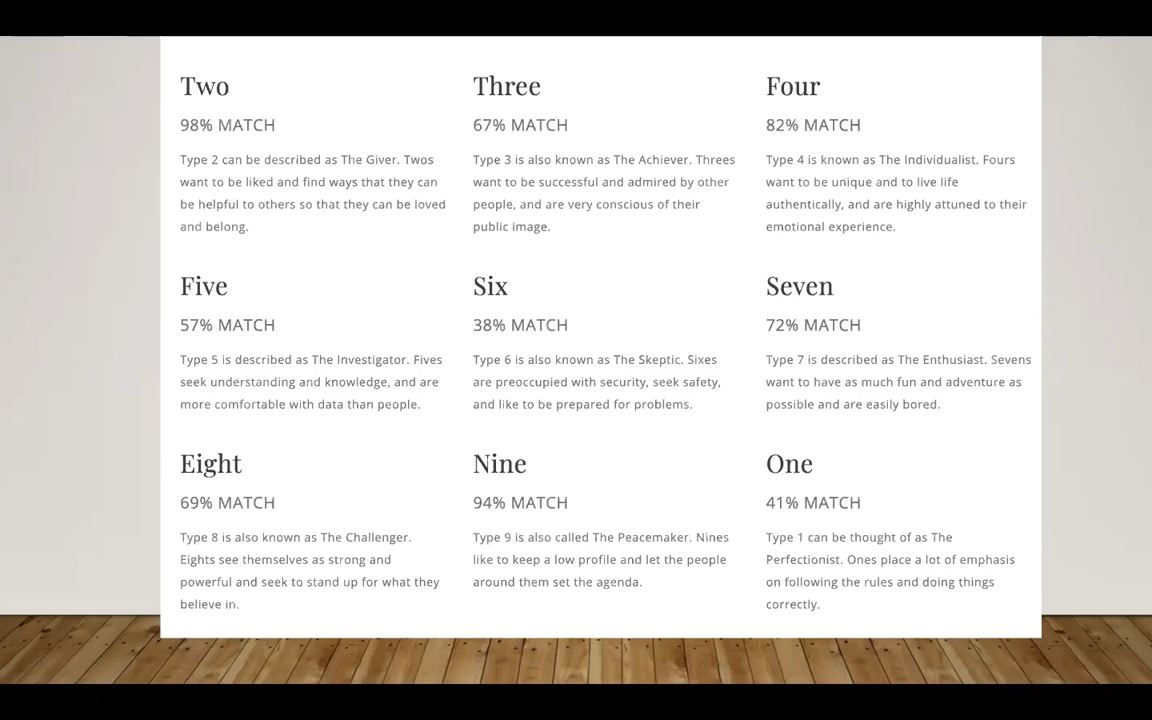 Two
98% MATCH
Type 2 can be described as The Giver. Twos
want to be liked and find ways that they can
be helpful to others so that they can be loved
and belong.
Three
67% MATCH
Type 3 is also known as The Achiever. Threes
want to be successful and admired by other
people, and are very conscious of their
public image.
Four
82% MATCH
Type 4 is known as The Individualist. Fours
want to be unique and to live life
authentically, and are highly attuned to their
emotional experience.
Five
57% MATCH
Type 5 is described as The Investigator. Fives
seek understanding and knowledge, and are
more comfortable with data than people.
Six
38% MATCH
Type 6 is also known as The Skeptic. Sixes
are preoccupied with security, seek safety,
and like to be prepared for problems.
Seven
72% MATCH
Type 7 is described as The Enthusiast. Sevens
want to have as much fun and adventure as
possible and are easily bored.
Eight
69% MATCH
Type 8 is also known as The Challenger.
Eights see themselves as strong and
powerful and seek to stand up for what they
believe in.
Nine
94% MATCH
Type 9 is also called The Peacemaker. Nines
like to keep a low profile and let the people
around them set the agenda.
One
41% MATCH
Type 1 can be thought of as The
Perfectionist. Ones place a lot of emphasis
on following the rules and doing things
correctly.